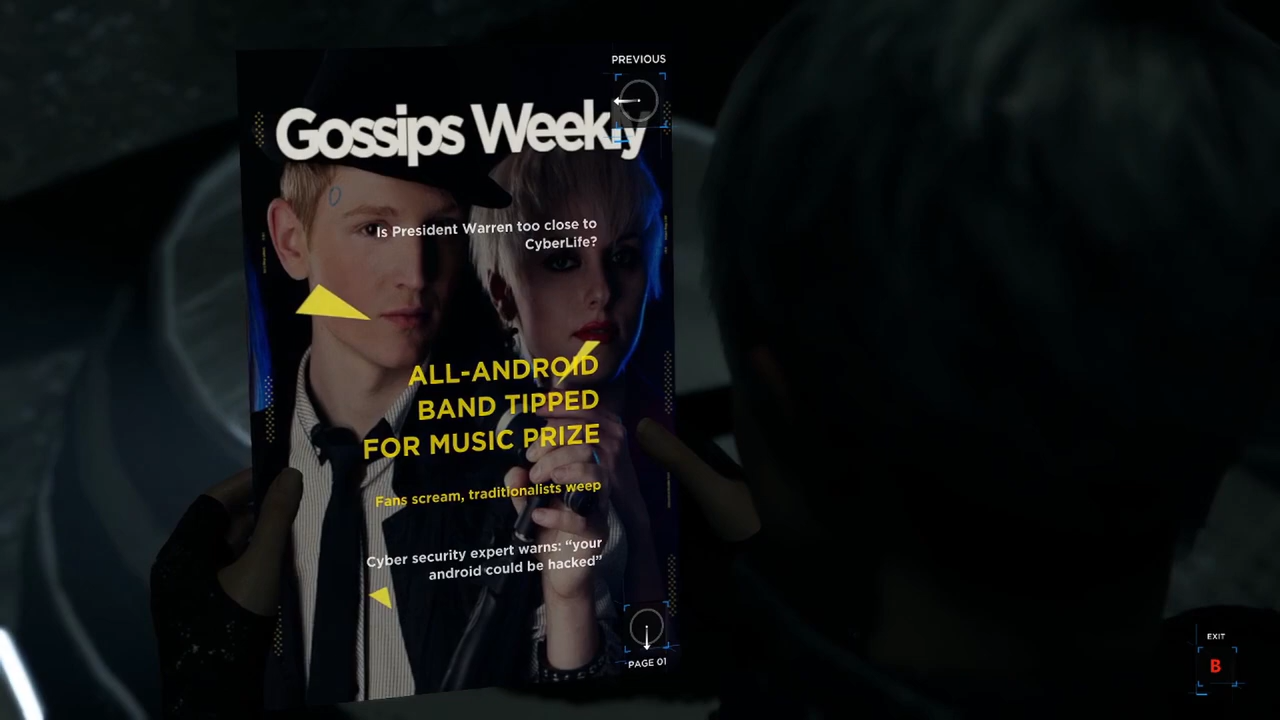 PREVIOUS
Gossips Weekly
Is President Warren too close to
CyberLife?
ALL-ANDROID
BAND TIPPED
FOR MUSIC PRIZE
Fans scream, traditionalists weep
Cyber security expert warns: “your
android could be hacked”
PAGE 01
EXIT
B